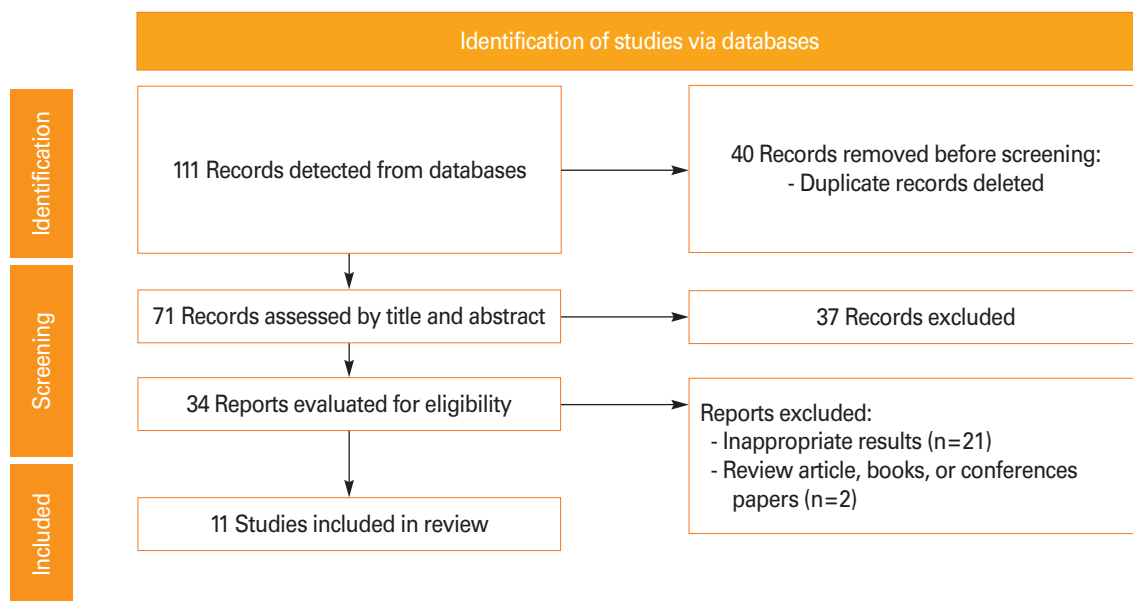 Identification of studies via databases
Identification
111 Records detected from databases
40 Records removed before screening:
- Duplicate records deleted
Screening
71 Records assessed by title and abstract
37 Records excluded
34 Reports evaluated for eligibility
Reports excluded:
- Inappropriate results (n=21)
- Review article, books, or conferences
papers (n=2)
Included
11 Studies included in review